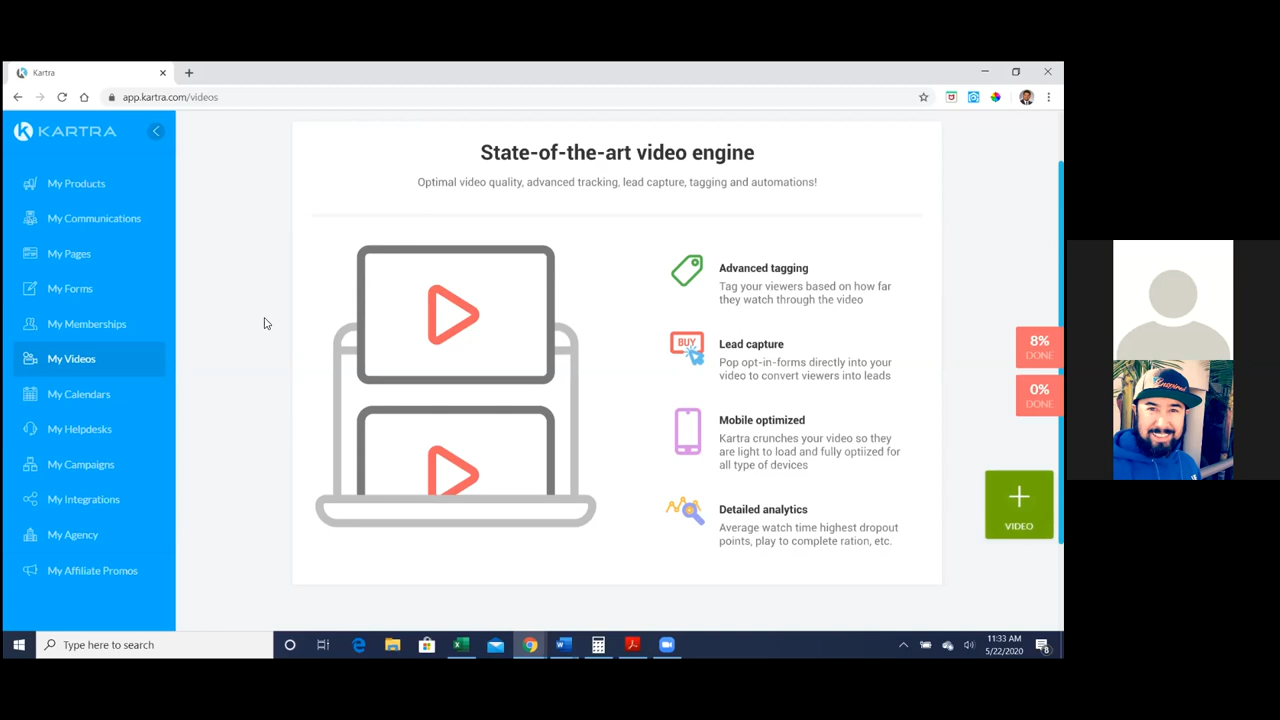 Kartra
app.kartra.com/videos
KARTRA
My Products
My Communications
My Pages
My Forms
My Memberships
My Videos
My Calendars
My Helpdesks
My Campaigns
My Integrations
My Agency
My Affiliate Promos
State-of-the-art video engine
Optimal video quality, advanced tracking, lead capture, tagging and automations!
Advanced tagging
Tag your viewers based on how far
they watch through the video
BUY
Lead capture
Pop opt-in-forms directly into your
video to convert viewers into leads
Mobile optimized
Kartra crunches your video so they
are light to load and fully optiized for
all type of devices
Detailed analytics
Average watch time highest dropout
points, play to complete ration, etc.
8%
DONE
0%
DONE
VIDEO
Inspired
Type here to search
11:33 AM
5/22/2020
8